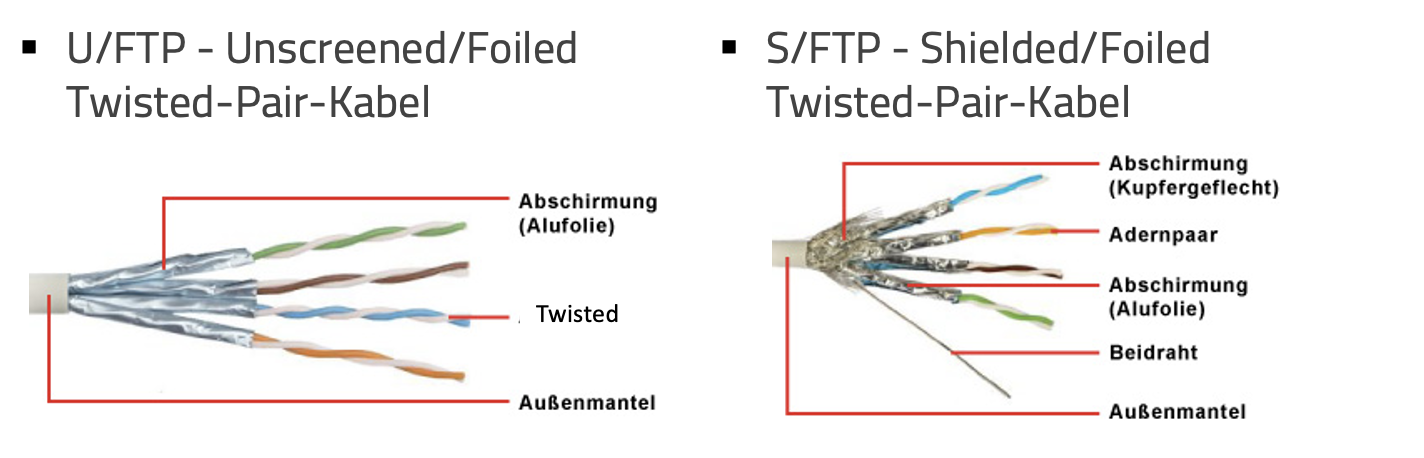 ▪ U/FTP - Unscreened/Foiled
Twisted-Pair-Kabel
Abschirmung
(Alufolie)
. Twisted
Außenmantel
▪ S/FTP - Shielded/Foiled
Twisted-Pair-Kabel
Abschirmung
(Kupfergeflecht)
Adernpaar
Abschirmung
(Alufolie)
Beidraht
Außenmantel